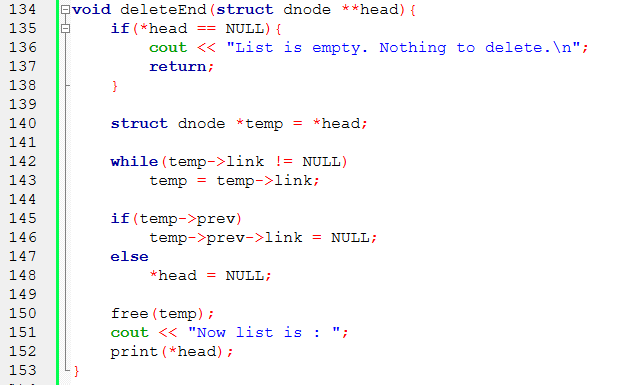 134 void deleteEnd(struct dnode **head){
135     if(*head == NULL){
136         cout << "List is empty. Nothing to delete.\n";
137         return;
138     }
139
140     struct dnode *temp = *head;
141
142     while(temp->link != NULL)
143         temp = temp->link;
144
145     if(temp->prev)
146         temp->prev->link = NULL;
147     else
148         *head = NULL;
149
150     free(temp);
151     cout << "Now list is : ";
152     print(*head);
153 }